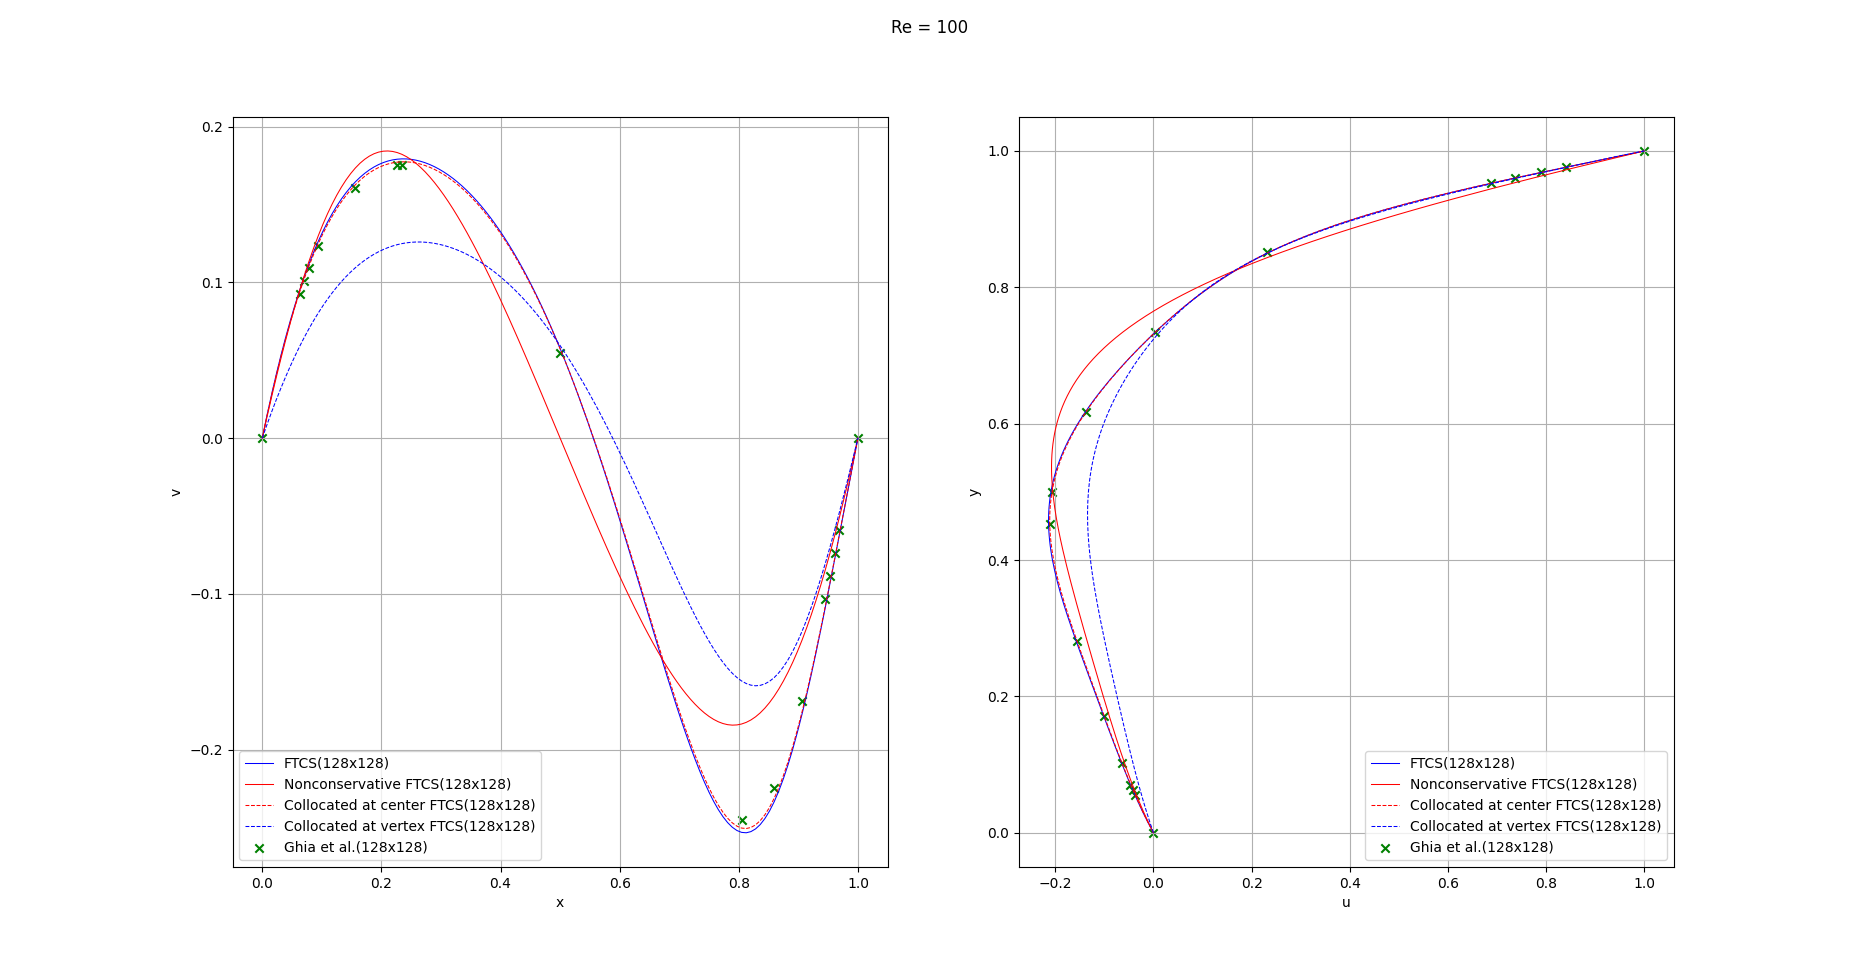 Re = 100
0.2
0.1
0.0
−0.1
−0.2
v
0.0
0.2
0.4
0.6
0.8
1.0
x
FTCS(128x128)
Nonconservative FTCS(128x128)
Collocated at center FTCS(128x128)
Collocated at vertex FTCS(128x128)
Ghia et al.(128x128)
1.0
0.8
0.6
0.4
0.2
0.0
y
−0.2
0.0
0.2
0.4
0.6
0.8
1.0
u
FTCS(128x128)
Nonconservative FTCS(128x128)
Collocated at center FTCS(128x128)
Collocated at vertex FTCS(128x128)
Ghia et al.(128x128)